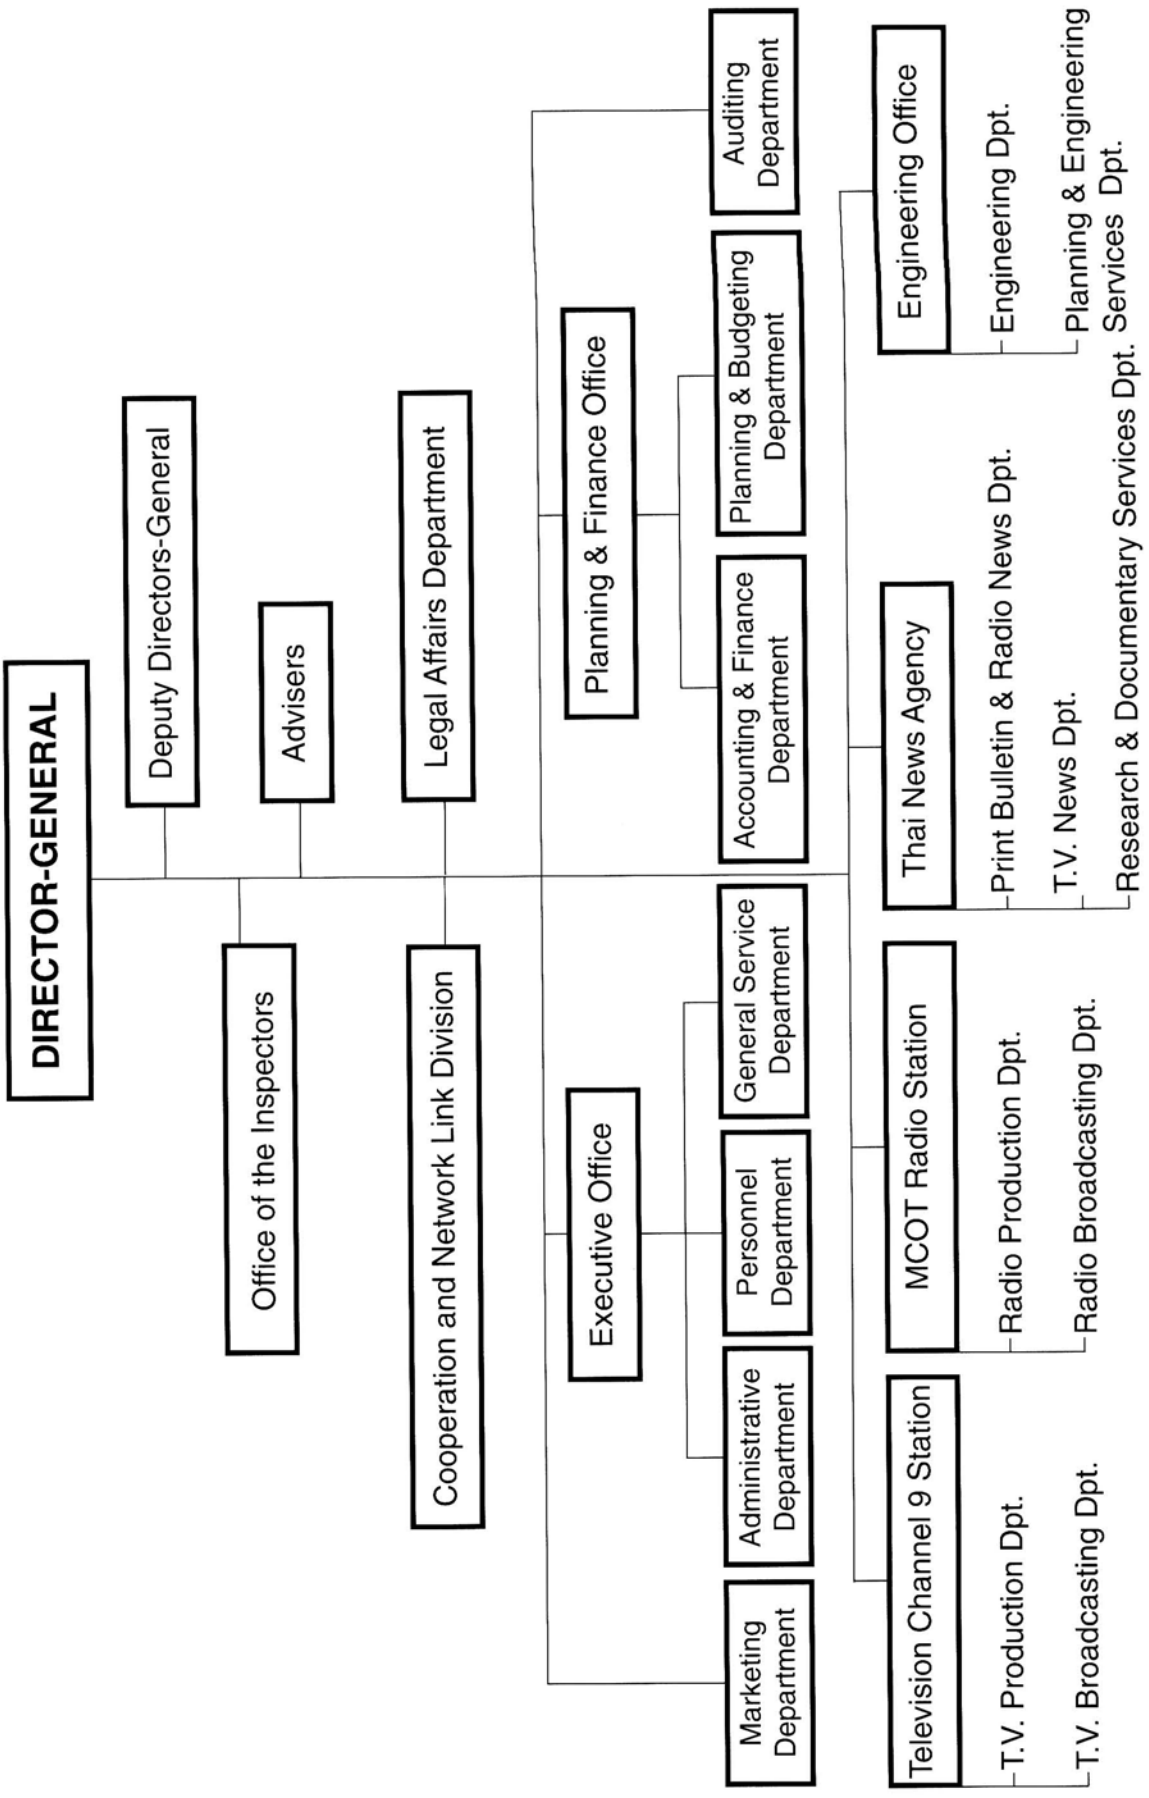 DIRECTOR-GENERAL
Deputy Directors-General
Office of the Inspectors
Advisers
Cooperation and Network Link Division
Legal Affairs Department
Executive Office
Planning & Finance Office
Marketing
Department
Administrative
Department
Personnel
Department
General Service
Department
Accounting & Finance
Department
Planning & Budgeting
Department
Auditing
Department
Television Channel 9 Station
T.V. Production Dpt.
T.V. Broadcasting Dpt.
MCOT Radio Station
Radio Production Dpt.
Radio Broadcasting Dpt.
Thai News Agency
Print Bulletin & Radio News Dpt.
T.V. News Dpt.
Research & Documentary Services Dpt.
Engineering Office
Engineering Dpt.
Planning & Engineering
Services Dpt.